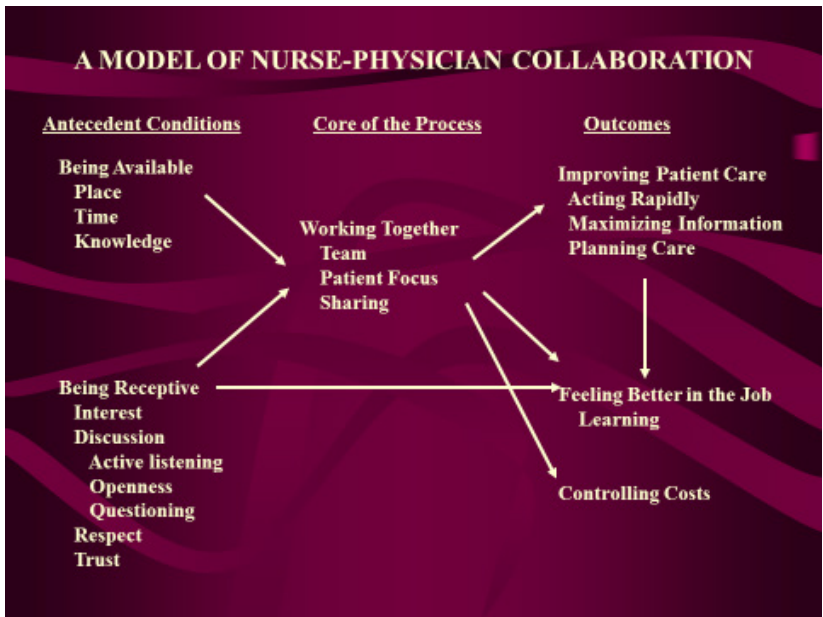 A MODEL OF NURSE-PHYSICIAN COLLABORATION
Antecedent Conditions
Being Available
Place
Time
Knowledge
Being Receptive
Interest
Discussion
Active listening
Openness
Questioning
Respect
Trust
Core of the Process
Working Together
Team
Patient Focus
Sharing
Outcomes
Improving Patient Care
Acting Rapidly
Maximizing Information
Planning Care
Feeling Better in the Job
Learning
Controlling Costs